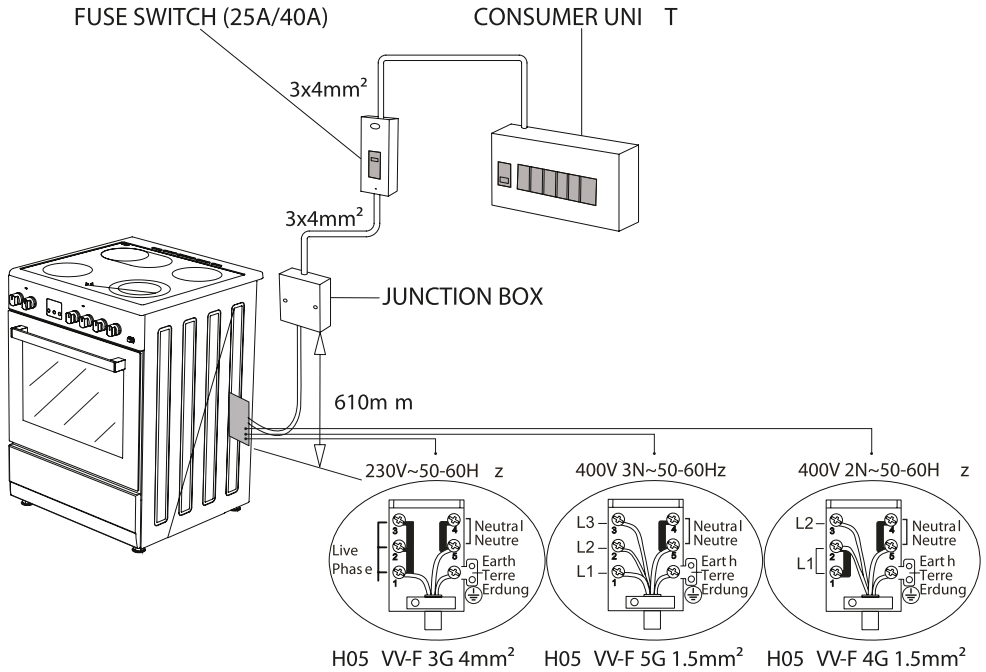 FUSE SWITCH (25A/40A)
CONSUMER UNI T
3x4mm²
3x4mm²
JUNCTION BOX
610m m
230V~50-60H z
400V 3N~50-60Hz
400V 2N~50-60H z
3
2
1
4
5
Live
Phase
Neutral
Neutre
Earth
Terre
Erdung
L3
L2
L1
3
2
1
4
5
Neutral
Neutre
Earth
Terre
Erdung
L2
L1
3
2
1
4
5
Neutral
Neutre
Earth
Terre
Erdung
H05 VV-F 3G 4mm²
H05 VV-F 5G 1.5mm²
H05 VV-F 4G 1.5mm²